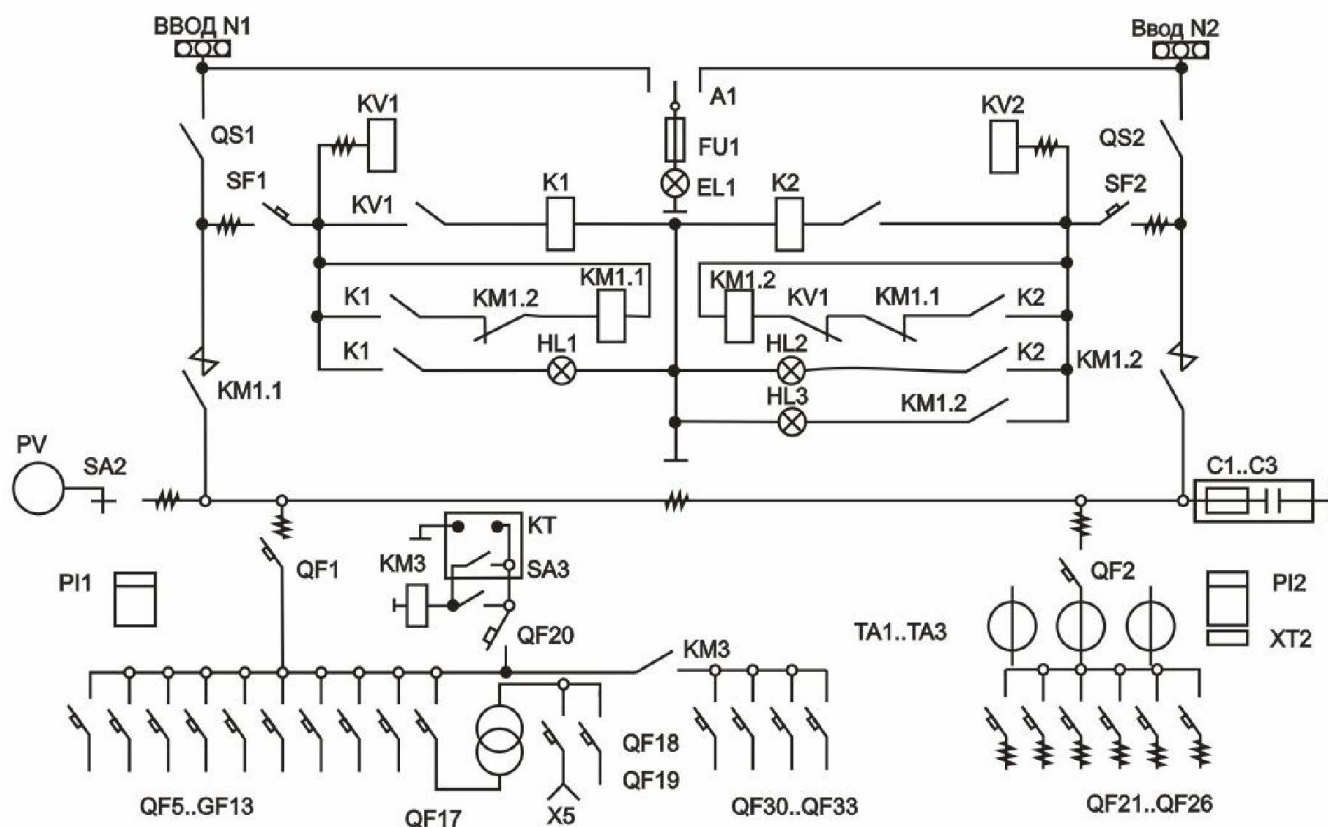 ВВОД N1
Ввод N2
KV1
A1
KV2
QS1
FU1
QS2
SF1
K1
EL1
K2
SF2
KV1
KM1.1
KM1.2
K1
KM1.2
KV1
KM1.1
K2
K1
HL1
HL2
K2
KM1.2
KM1.1
HL3
KM1.2
PV
SA2
C1..C3
KT
QF1
KM3
SA3
QF2
PI1
PI2
QF20
TA1..TA3
XT2
KM3
QF18
QF19
QF5..GF13
QF17
X5
QF30..QF33
QF21..QF26